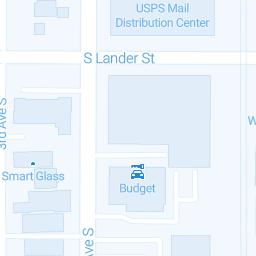 USPS Mail
Distribution Center
S Lander St
3rd Ave S
Smart Glass
Budget
Ave S
W